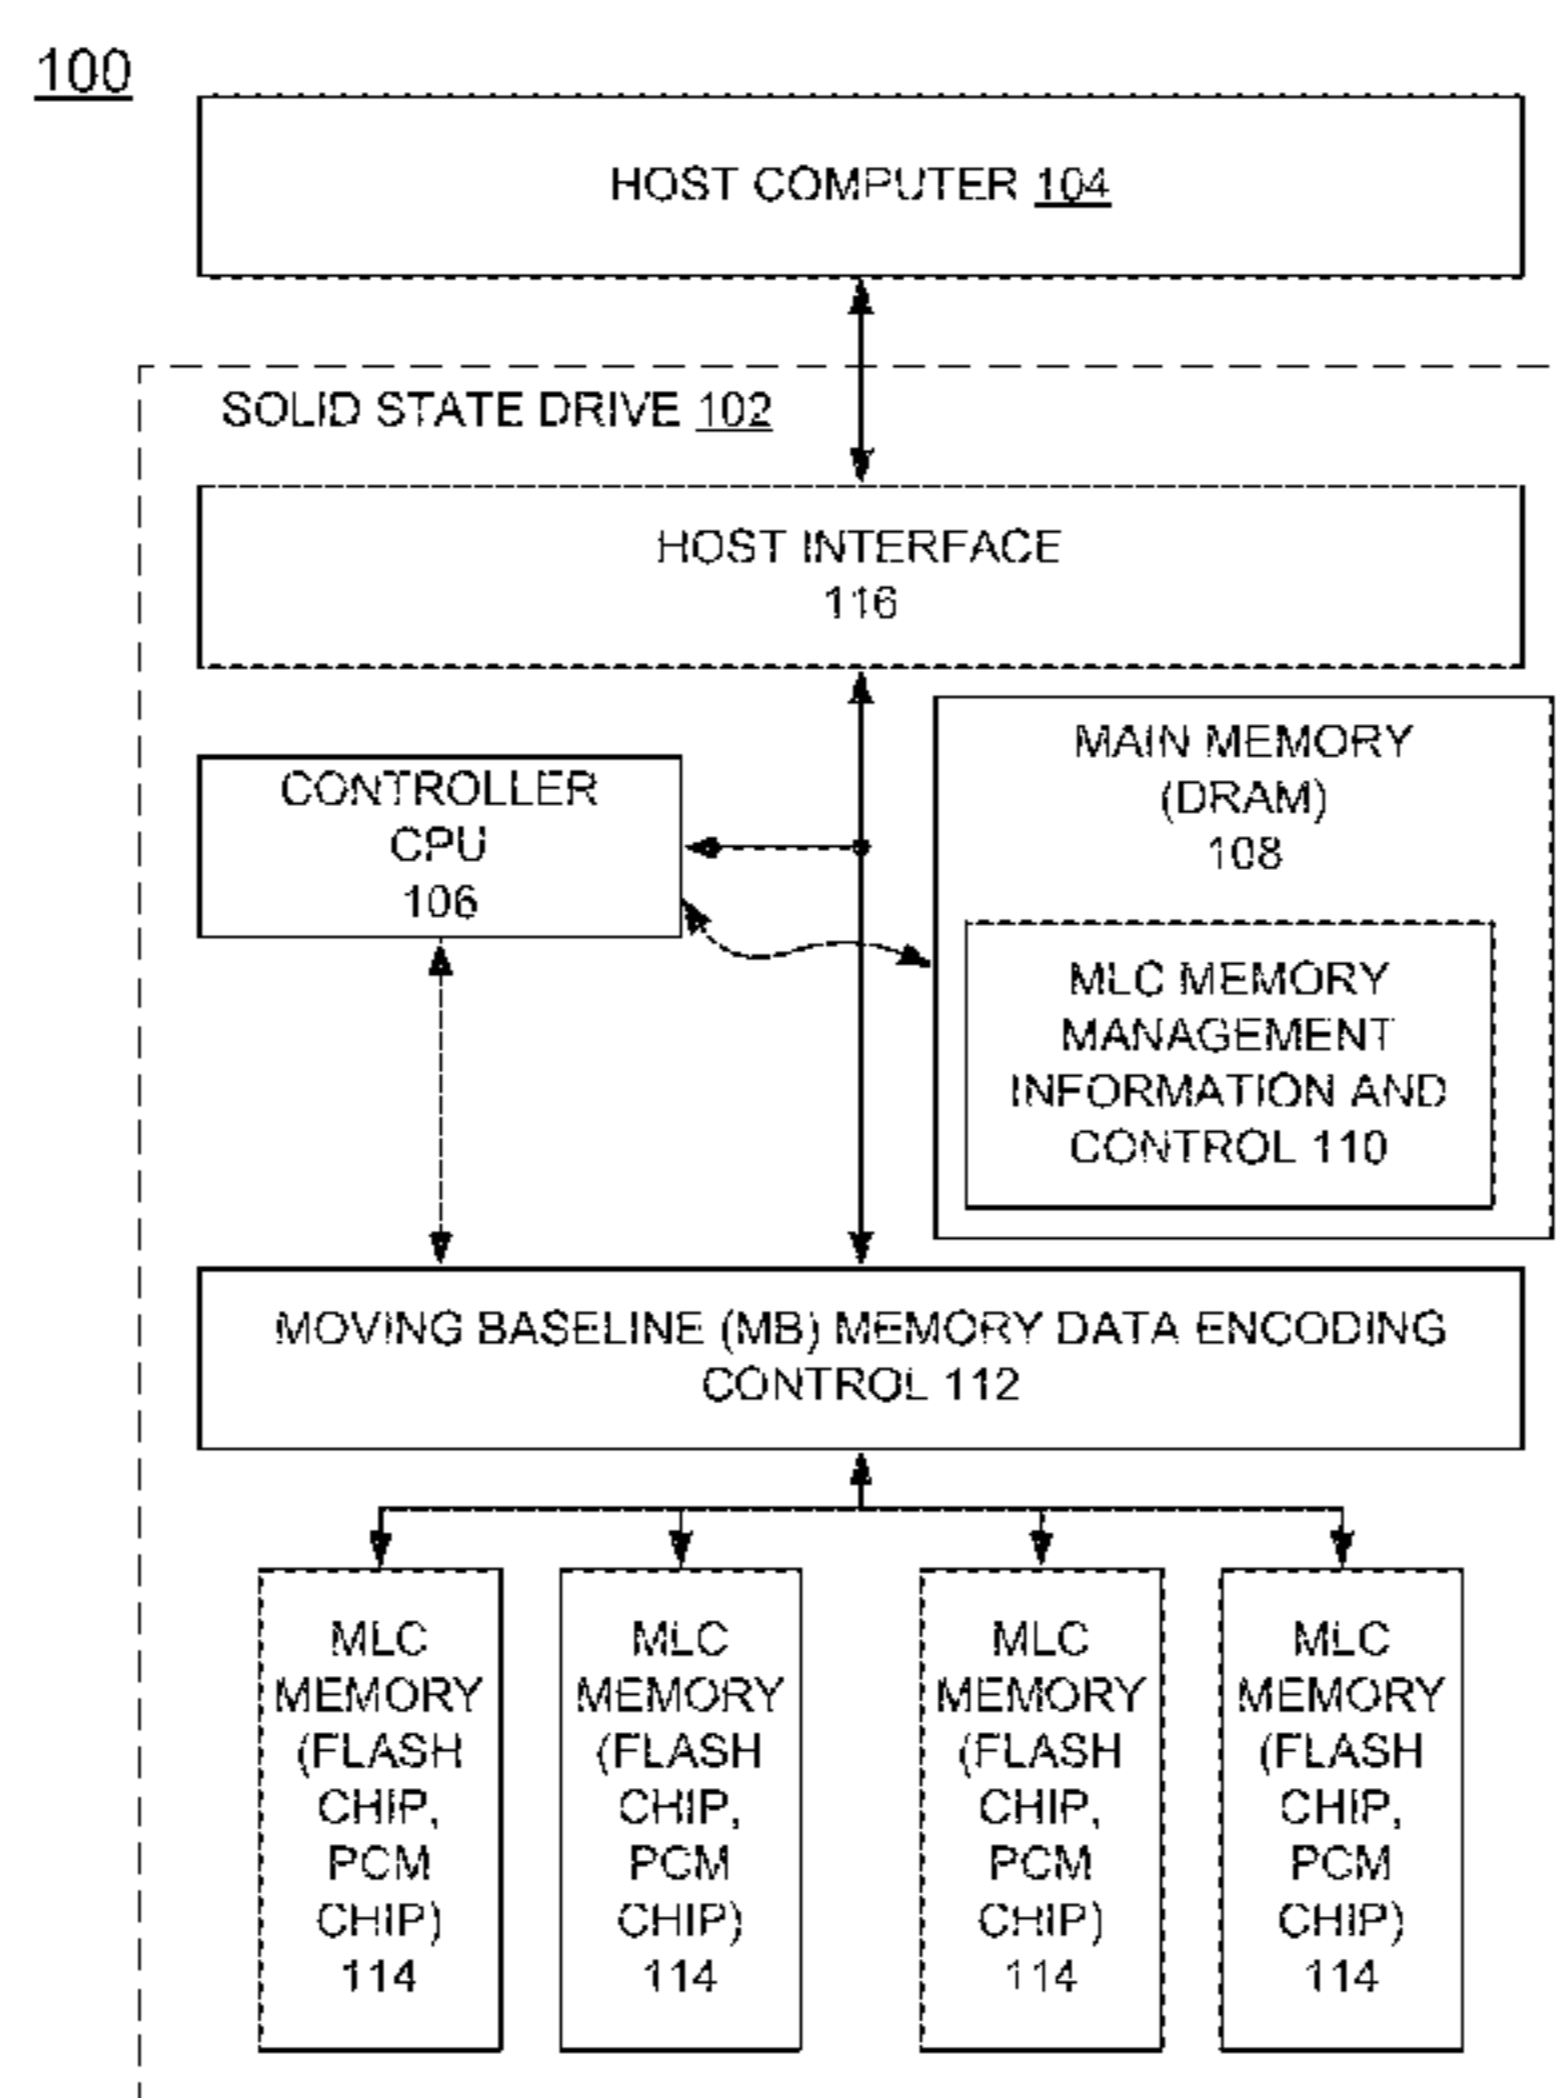 100
HOST COMPUTER 104
SOLID STATE DRIVE 102
HOST INTERFACE
116
CONTROLLER
CPU
106
MAIN MEMORY
(DRAM)
108
MLC MEMORY
MANAGEMENT
INFORMATION AND
CONTROL 110
MOVING BASELINE (MB) MEMORY DATA ENCODING
CONTROL 112
MLC
MEMORY
(FLASH
CHIP,
PCM
CHIP)
114
MLC
MEMORY
(FLASH
CHIP,
PCM
CHIP)
114
MLC
MEMORY
(FLASH
CHIP,
PCM
CHIP)
114
MLC
MEMORY
(FLASH
CHIP,
PCM
CHIP)
114